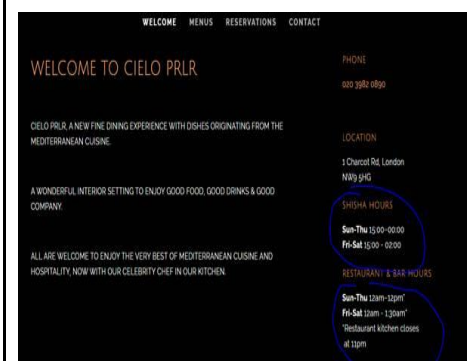 WELCOME MENUS RESERVATIONS CONTACT
WELCOME TO CIELO PRLR
CIELO PRLR, A NEW FINE DINING EXPERIENCE WITH DISHES ORIGINATING FROM THE
MEDITERRANEAN CUISINE.
A WONDERFUL INTERIOR SETTING TO ENJOY GOOD FOOD, GOOD DRINKS & GOOD
COMPANY.
ALL ARE WELCOME TO ENJOY THE VERY BEST OF MEDITERRANEAN CUISINE AND
HOSPITALITY, NOW WITH OUR CELEBRITY CHEF IN OUR KITCHEN.
PHONE
020 3982 0890
LOCATION
1 Charcot Rd, London
NW9 5HG
SHISHA HOURS
Sun-Thu 15:00-00:00
Fri-Sat 15:00 - 02:00
RESTAURANT & BAR HOURS
Sun-Thu 12am-12pm*
Fri-Sat 12am - 1:30am*
*Restaurant kitchen closes
at 11pm